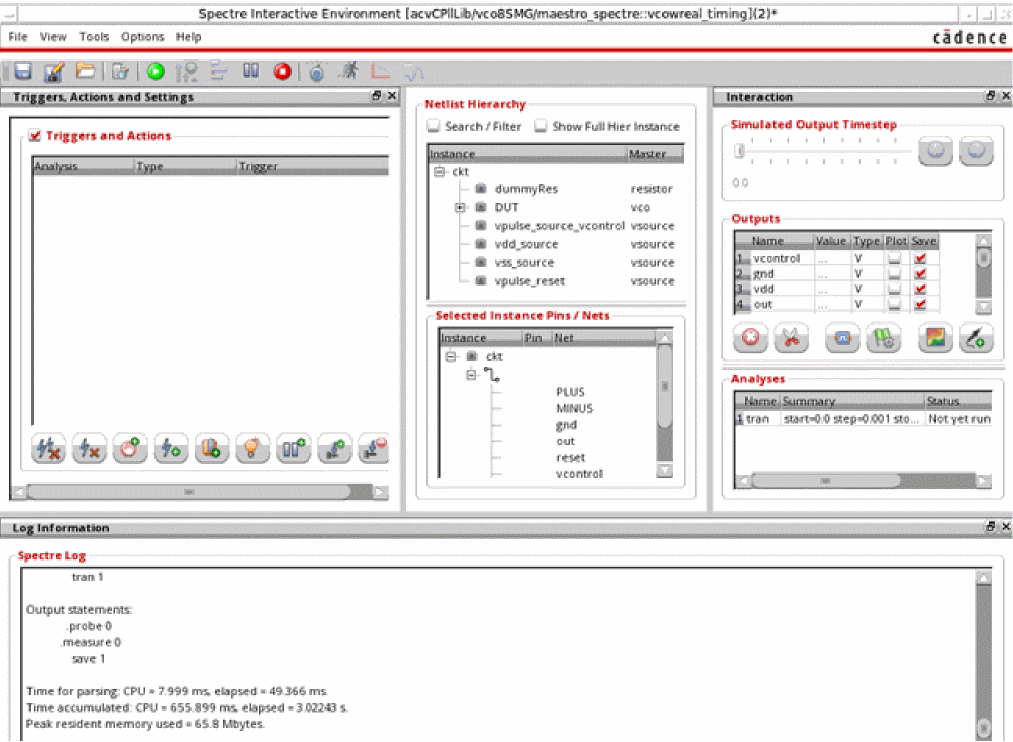 Spectre Interactive Environment [acvCPllLib/vco8SMG/maestro_spectre::vcowreal_timing](2)*
File View Tools Options Help
cādence
Triggers, Actions and Settings
Triggers and Actions
Analysis Type Trigger
Netlist Hierarchy
Search / Filter Show Full Hier Instance
Instance Master
ckt
dummyRes resistor
DUT vco
vpulse_source_vcontrol vsource
vdd_source vsource
vss_source vsource
vpulse_reset vsource
Selected Instance Pins / Nets
Instance Pin Net
ckt
PLUS
MINUS
gnd
out
reset
vcontrol
Interaction
Simulated Output Timestep
0.0
Outputs
Name Value Type Plot Save
1 vcontrol ... V
2 gnd ... V
3 vdd ... V
4 out ... V
Analyses
Name Summary Status
1 tran start=0.0 step=0.001 sto... Not yet run
Log Information
Spectre Log
tran 1
Output statements:
.probe 0
.measure 0
save 1
Time for parsing: CPU = 7.999 ms, elapsed = 49.366 ms.
Time accumulated: CPU = 655.899 ms, elapsed = 3.02243 s.
Peak resident memory used = 65.8 Mbytes.